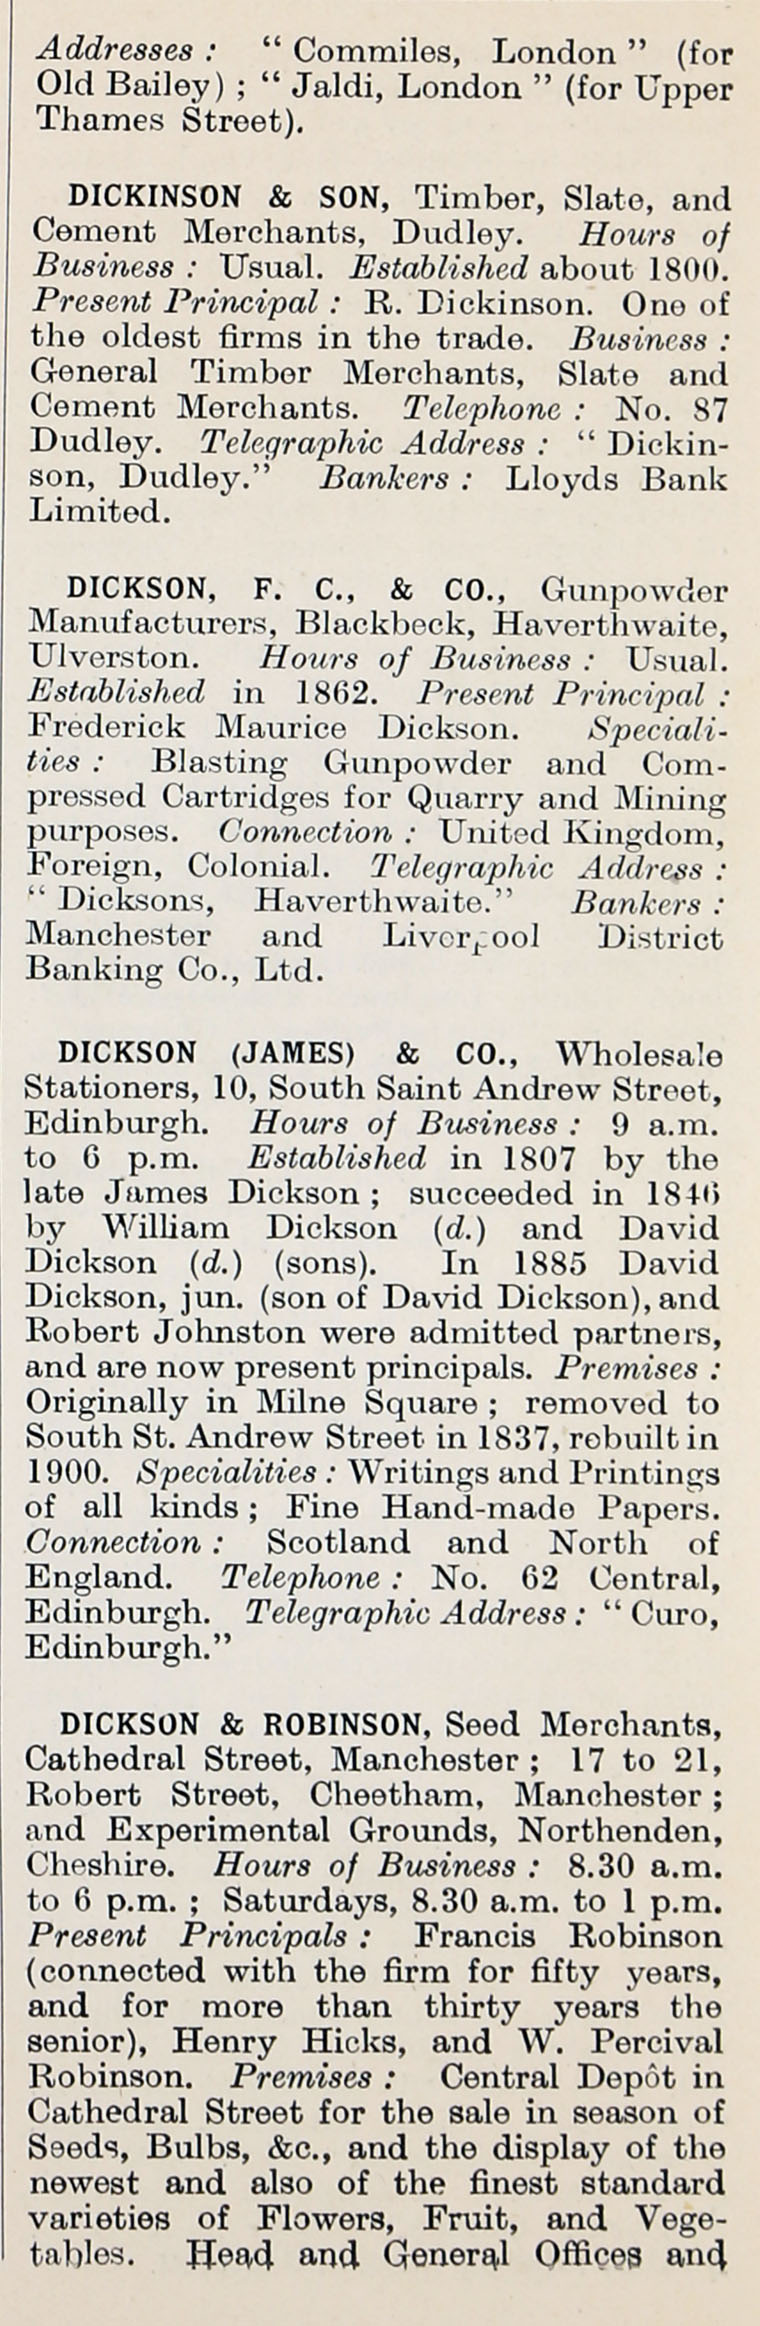 Addresses : “ Commiles, London ” (for
Old Bailey) ; “ Jaldi, London ” (for Upper
Thames Street).
DICKINSON & SON, Timber, Slate, and
Cement Merchants, Dudley. Hours of
Business : Usual. Established about 1800.
Present Principal : R. Dickinson. One of
the oldest firms in the trade. Business :
General Timber Merchants, Slate and
Cement Merchants. Telephone : No. 87
Dudley. Telegraphic Address : “ Dickin-
son, Dudley.” Bankers : Lloyds Bank
Limited.
DICKSON, F. C., & CO., Gunpowder
Manufacturers, Blackbeck, Haverthwaite,
Ulverston. Hours of Business : Usual.
Established in 1862. Present Principal :
Frederick Maurice Dickson. Speciali-
ties : Blasting Gunpowder and Com-
pressed Cartridges for Quarry and Mining
purposes. Connection : United Kingdom,
Foreign, Colonial. Telegraphic Address :
“ Dicksons, Haverthwaite.” Bankers :
Manchester and Liverpool District
Banking Co., Ltd.
DICKSON (JAMES) & CO., Wholesale
Stationers, 10, South Saint Andrew Street,
Edinburgh. Hours of Business : 9 a.m.
to 6 p.m. Established in 1807 by the
late James Dickson ; succeeded in 1846
by William Dickson (d.) and David
Dickson (d.) (sons). In 1885 David
Dickson, jun. (son of David Dickson), and
Robert Johnston were admitted partners,
and are now present principals. Premises :
Originally in Milne Square ; removed to
South St. Andrew Street in 1837, rebuilt in
1900. Specialities : Writings and Printings
of all kinds ; Fine Hand-made Papers.
Connection : Scotland and North of
England. Telephone : No. 62 Central,
Edinburgh. Telegraphic Address : “ Curo,
Edinburgh.”
DICKSON & ROBINSON, Seed Merchants,
Cathedral Street, Manchester ; 17 to 21,
Robert Street, Cheetham, Manchester ;
and Experimental Grounds, Northenden,
Cheshire. Hours of Business : 8.30 a.m.
to 6 p.m. ; Saturdays, 8.30 a.m. to 1 p.m.
Present Principals : Francis Robinson
(connected with the firm for fifty years,
and for more than thirty years the
senior), Henry Hicks, and W. Percival
Robinson. Premises : Central Depôt in
Cathedral Street for the sale in season of
Seeds, Bulbs, &c., and the display of the
newest and also of the finest standard
varieties of Flowers, Fruit, and Vege-
tables. Head and General Offices and